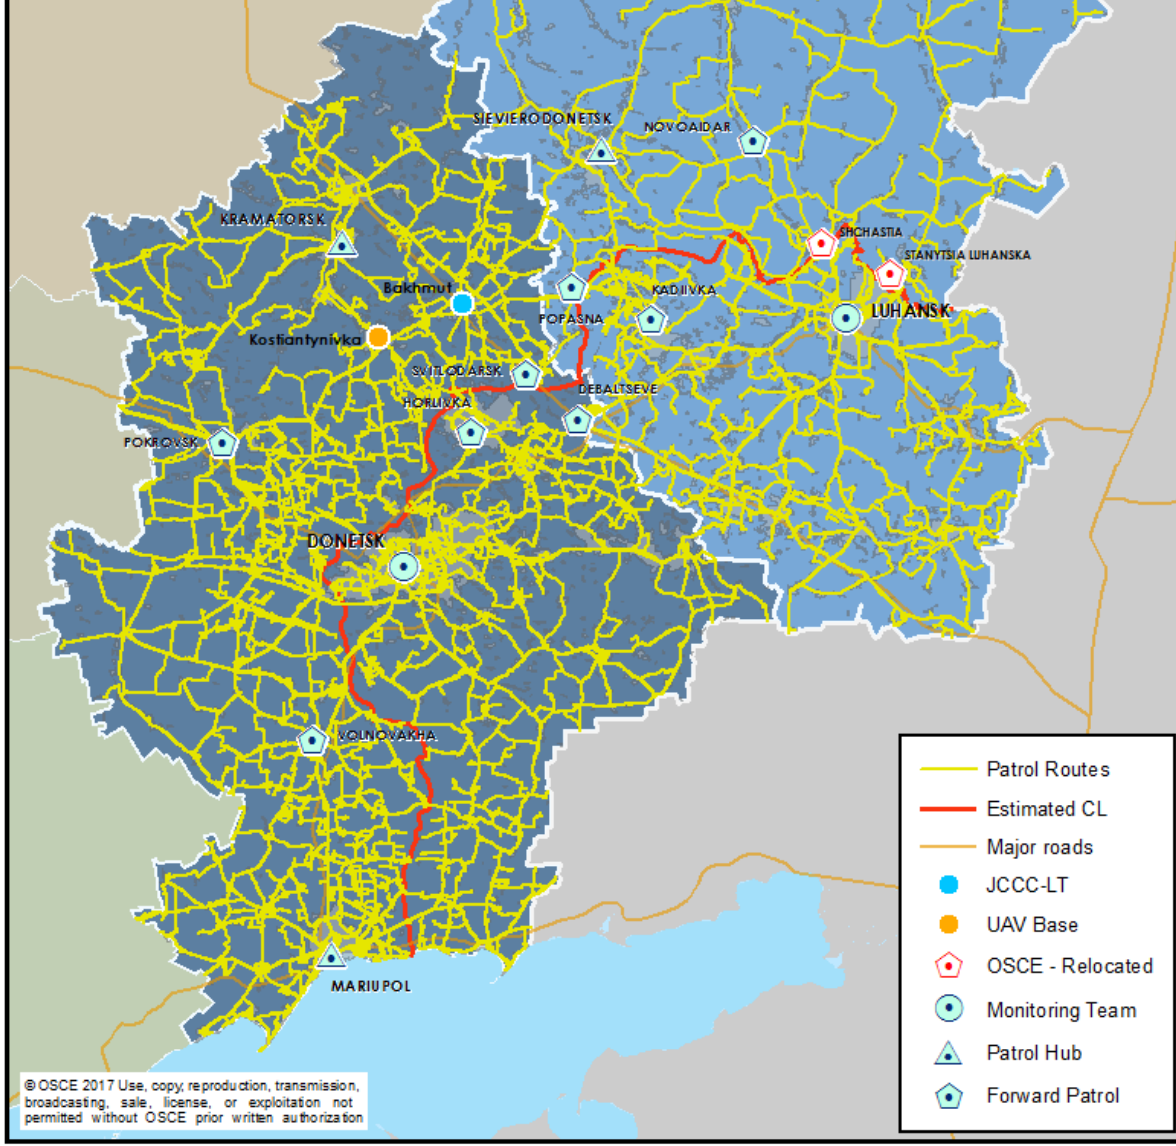 SIEVIERODONETSK
NOVOAIDAR
KRAMATORSK
SHCHASTIA
STANYTSIA LUHANSKA
Bakhmut
KADIIVKA
LUHANSK
POPASNA
Kostiantynivka
SVITLODARSK
DEBALTSEVE
HORLIVKA
POKROVSK
DONETSK
VOLNOVAKHA
MARIUPOL
Patrol Routes
Estimated CL
Major roads
JCCC-LT
UAV Base
OSCE - Relocated
Monitoring Team
Patrol Hub
Forward Patrol
© OSCE 2017 Use, copy, reproduction, transmission,
broadcasting, sale, license, or exploitation not
permitted without OSCE prior written authorization